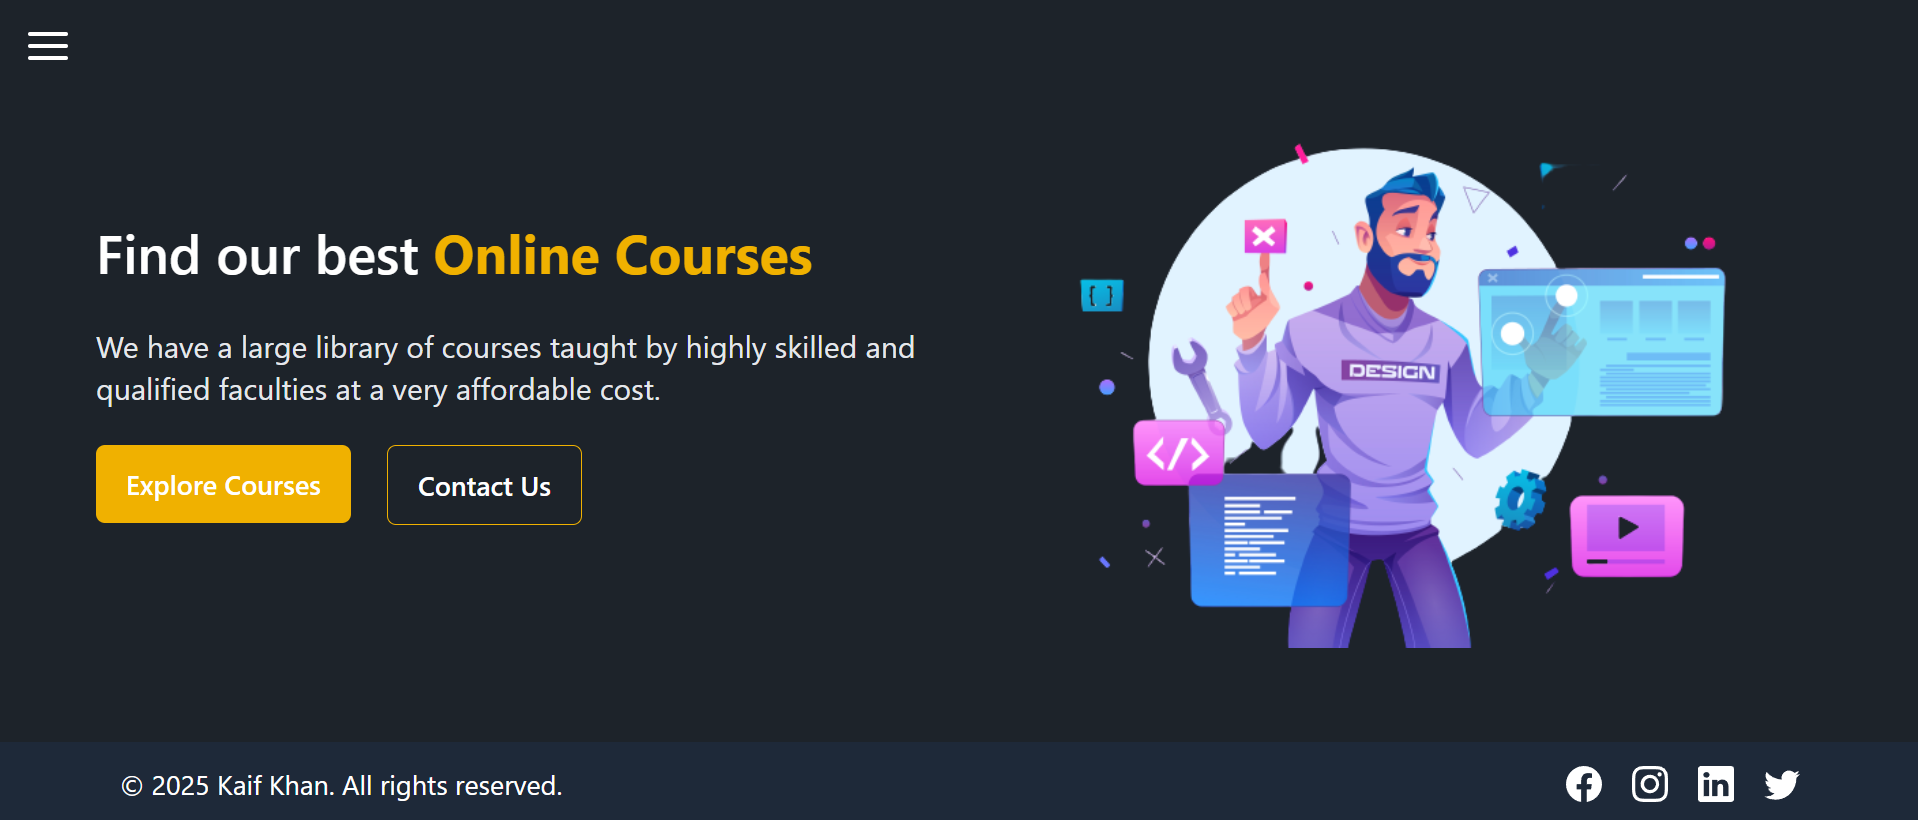 Find our best Online Courses
We have a large library of courses taught by highly skilled and
qualified faculties at a very affordable cost.
Explore Courses
Contact Us
{ }
DESIGN
</>
© 2025 Kaif Khan. All rights reserved.